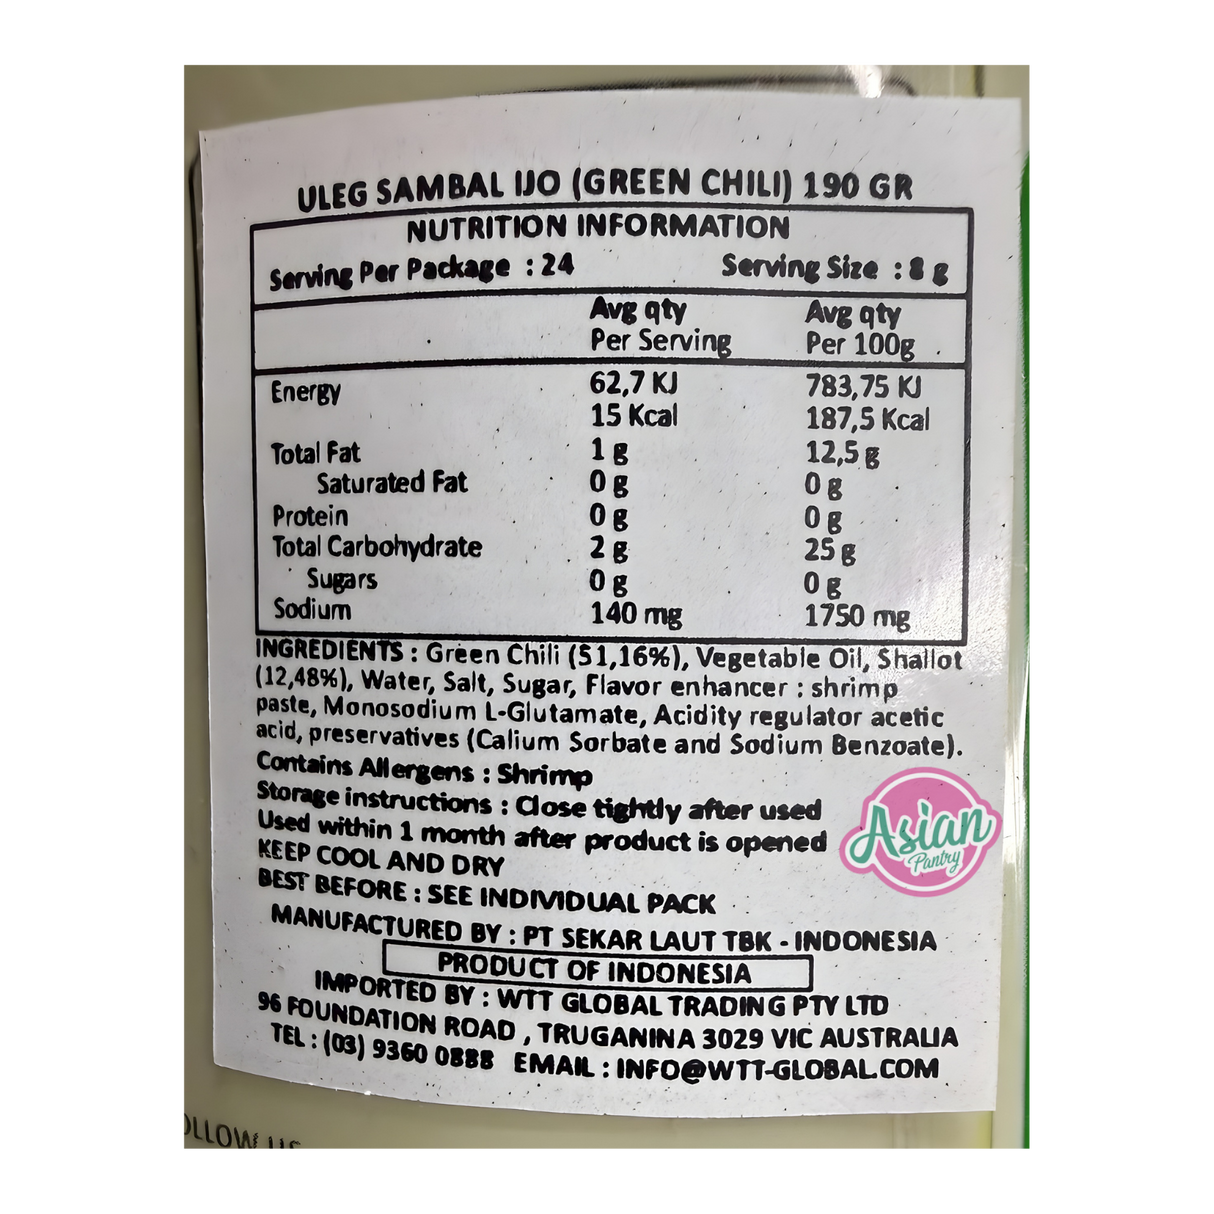 ULEG SAMBAL IJO (GREEN CHILI) 190 GR
NUTRITION INFORMATION
Serving Per Package : 24 Serving Size : 8 g
Avg qty Avg qty
Per Serving Per 100g
Energy 62,7 KJ 783,75 KJ
15 Kcal 187,5 Kcal
Total Fat 1 g 12,5 g
Saturated Fat 0 g 0 g
Protein 0 g 0 g
Total Carbohydrate 2 g 25 g
Sugars 0 g 0 g
Sodium 140 mg 1750 mg
INGREDIENTS : Green Chili (51,16%), Vegetable Oil, Shallot
(12,48%), Water, Salt, Sugar, Flavor enhancer : shrimp
paste, Monosodium L-Glutamate, Acidity regulator acetic
acid, preservatives (Calium Sorbate and Sodium Benzoate).
Contains Allergens : Shrimp
Storage instructions : Close tightly after used
Used within 1 month after product is opened
KEEP COOL AND DRY
BEST BEFORE : SEE INDIVIDUAL PACK
MANUFACTURED BY : PT SEKAR LAUT TBK - INDONESIA
PRODUCT OF INDONESIA
IMPORTED BY : WTT GLOBAL TRADING PTY LTD
96 FOUNDATION ROAD , TRUGANINA 3029 VIC AUSTRALIA
TEL : (03) 9360 0888 EMAIL : INFO@WTT-GLOBAL.COM
Asian
Pantry